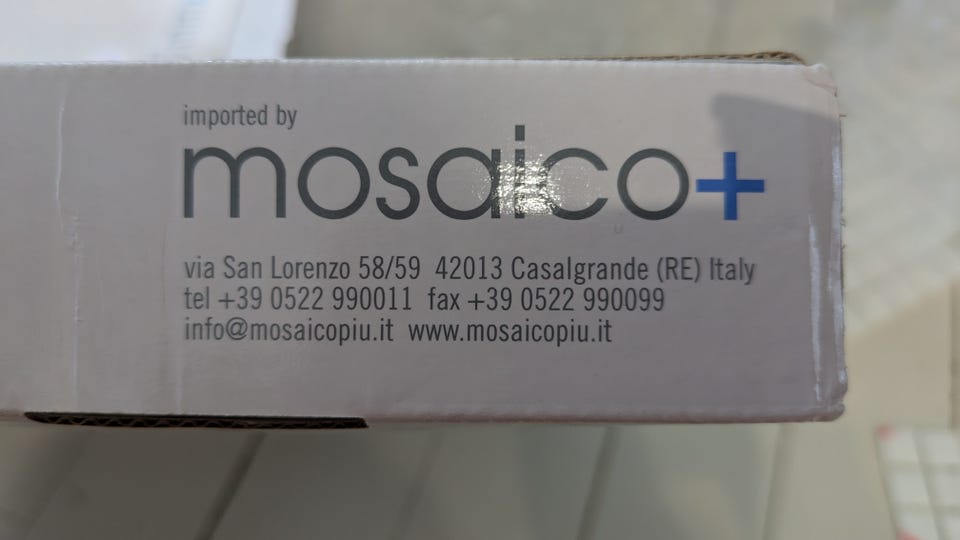 imported by
mosaico+
via San Lorenzo 58/59 42013 Casalgrande (RE) Italy
tel +39 0522 990011 fax +39 0522 990099
info@mosaicopiu.it www.mosaicopiu.it